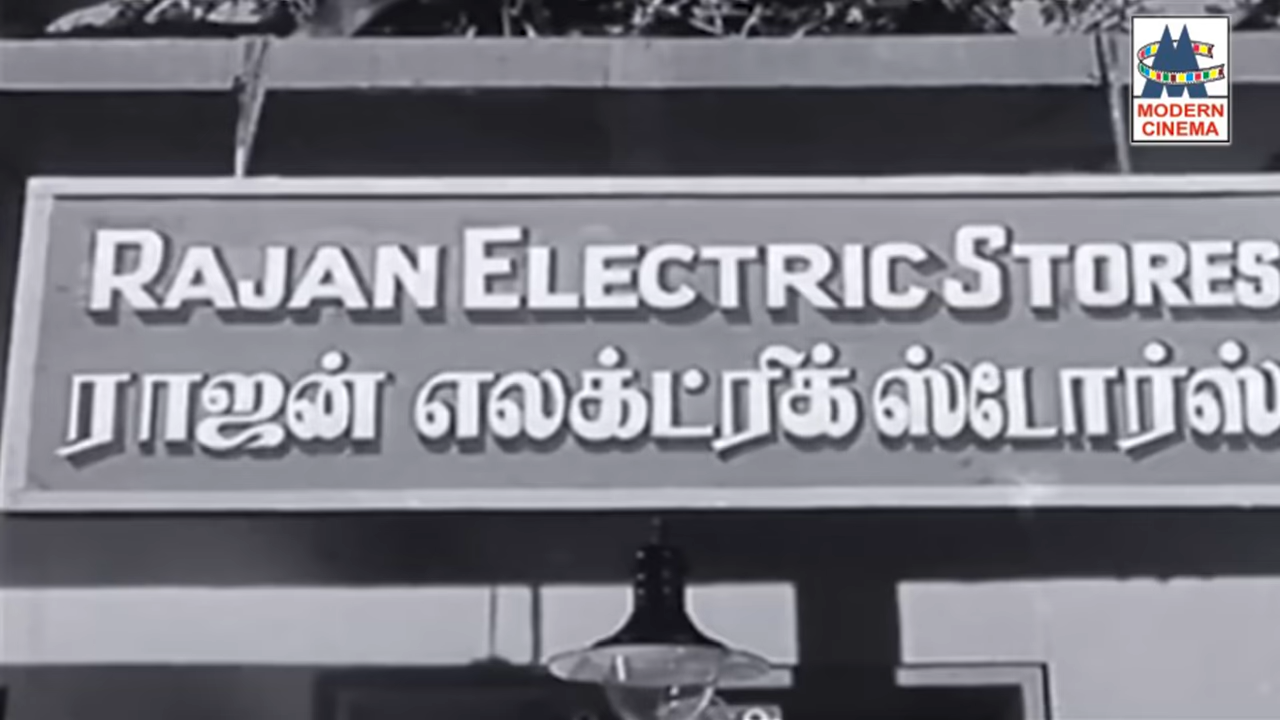 MODERN
CINEMA
RAJAN ELECTRIC STORES
ராஜன் எலக்ட்ரிக் ஸ்டோர்ஸ்